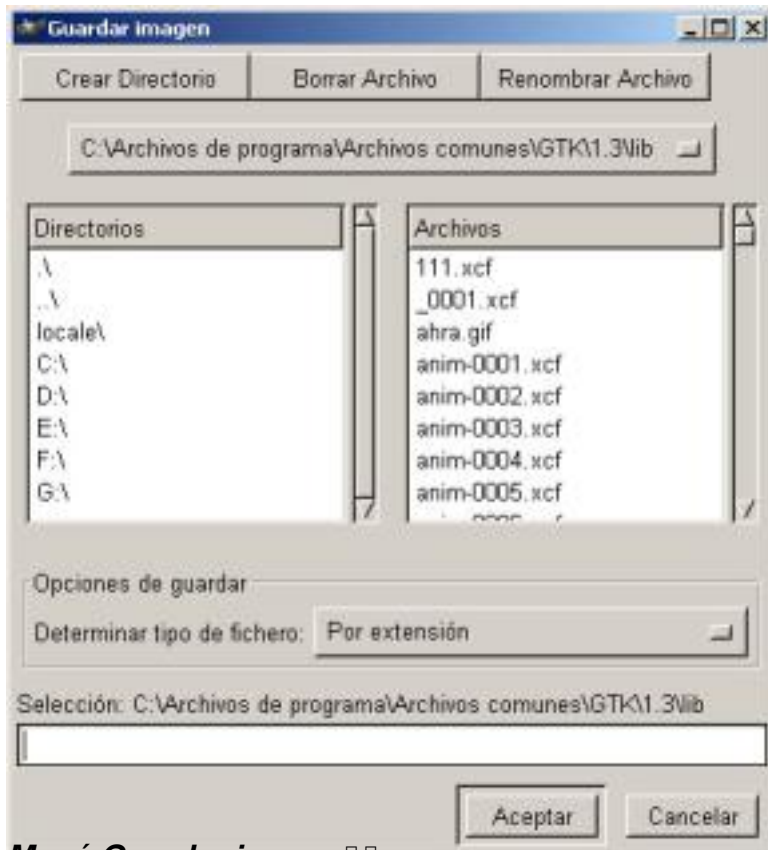 Guardar imagen
Crear Directorio Borrar Archivo Renombrar Archivo
C:\Archivos de programa\Archivos comunes\GTK\1.3\lib
Directorios
.\
..\
locale\
C:\
D:\
E:\
F:\
G:\
Archivos
111.xcf
_0001.xcf
ahra.gif
anim-0001.xcf
anim-0002.xcf
anim-0003.xcf
anim-0004.xcf
anim-0005.xcf
Opciones de guardar
Determinar tipo de fichero: Por extensión
Selección: C:\Archivos de programa\Archivos comunes\GTK\1.3\lib
Aceptar Cancelar